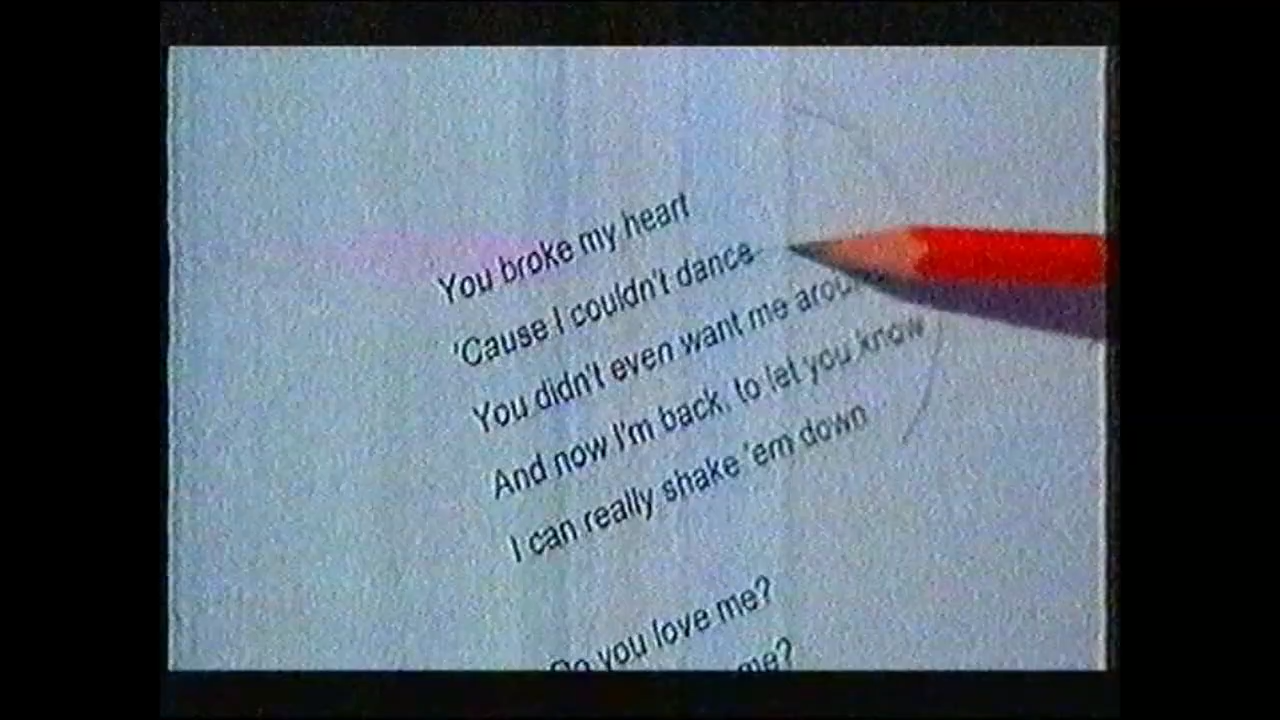 You broke my heart
'Cause I couldn't dance
You didn't even want me
And now I'm back, to let you know
I can really shake 'em down
you love me?
me?